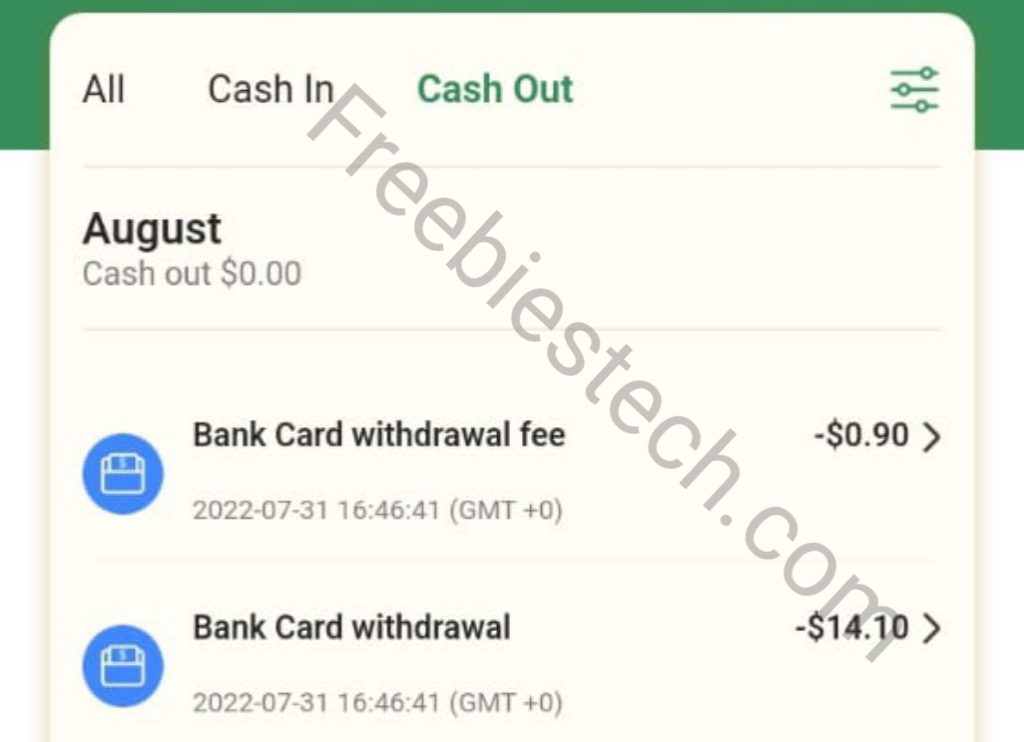 All Cash In Cash Out
August
Cash out $0.00
Bank Card withdrawal fee -$0.90
2022-07-31 16:46:41 (GMT +0)
Bank Card withdrawal -$14.10
2022-07-31 16:46:41 (GMT +0)
Freebiestech.com